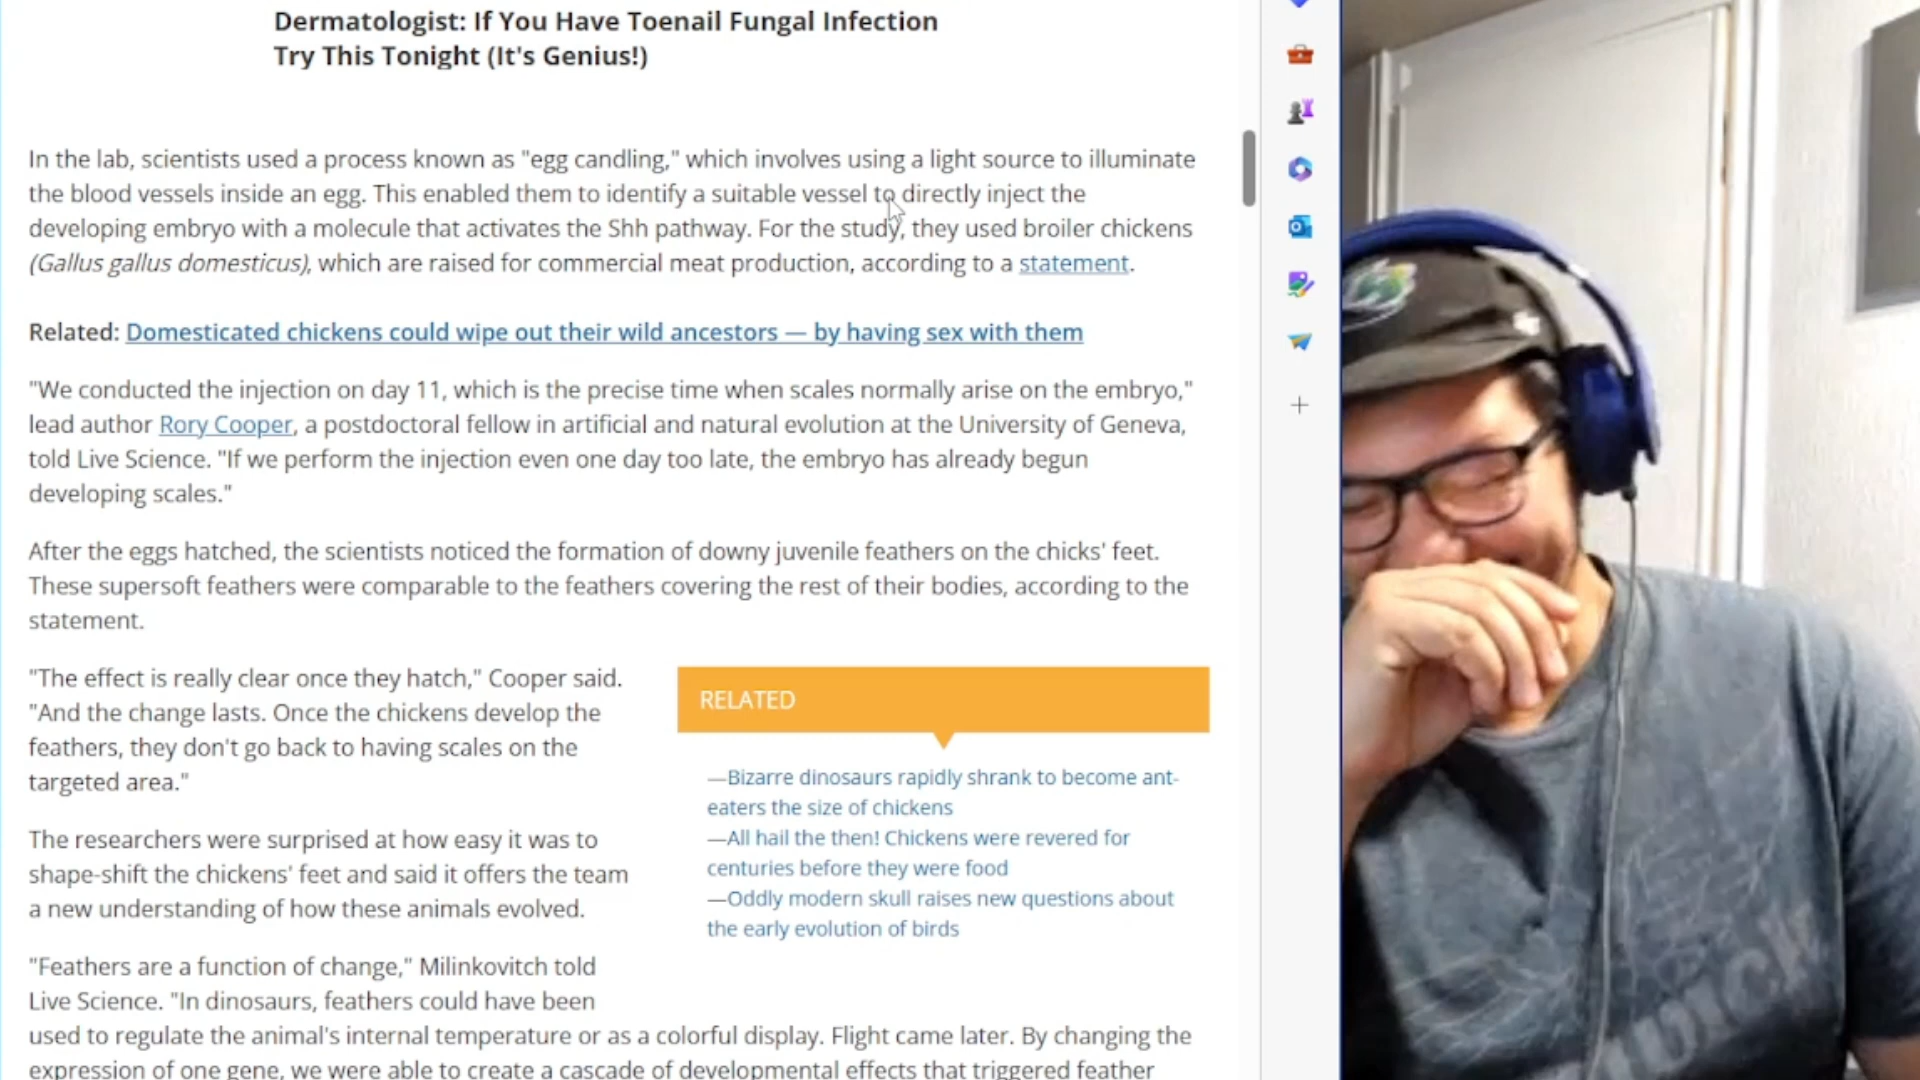 Dermatologist: If You Have Toenail Fungal Infection
Try This Tonight (It's Genius!)
In the lab, scientists used a process known as "egg candling," which involves using a light source to illuminate
the blood vessels inside an egg. This enabled them to identify a suitable vessel to directly inject the
developing embryo with a molecule that activates the Shh pathway. For the study, they used broiler chickens
(Gallus gallus domesticus), which are raised for commercial meat production, according to a statement.
Related: Domesticated chickens could wipe out their wild ancestors — by having sex with them
"We conducted the injection on day 11, which is the precise time when scales normally arise on the embryo,"
lead author Rory Cooper, a postdoctoral fellow in artificial and natural evolution at the University of Geneva,
told Live Science. "If we perform the injection even one day too late, the embryo has already begun
developing scales."
After the eggs hatched, the scientists noticed the formation of downy juvenile feathers on the chicks' feet.
These supersoft feathers were comparable to the feathers covering the rest of their bodies, according to the
statement.
"The effect is really clear once they hatch," Cooper said.
"And the change lasts. Once the chickens develop the
feathers, they don't go back to having scales on the
targeted area."
The researchers were surprised at how easy it was to
shape-shift the chickens' feet and said it offers the team
a new understanding of how these animals evolved.
"Feathers are a function of change," Milinkovitch told
Live Science. "In dinosaurs, feathers could have been
used to regulate the animal's internal temperature or as a colorful display. Flight came later. By changing the
expression of one gene, we were able to create a cascade of developmental effects that triggered feather
RELATED
—Bizarre dinosaurs rapidly shrank to become ant-
eaters the size of chickens
—All hail the then! Chickens were revered for
centuries before they were food
—Oddly modern skull raises new questions about
the early evolution of birds